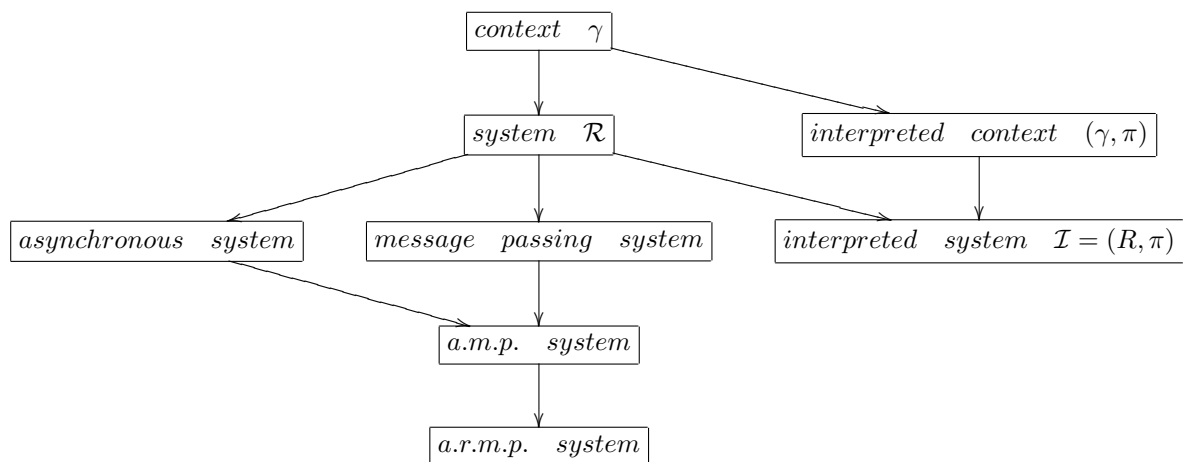 context γ
system ℛ
interpreted context (γ, π)
asynchronous system
message passing system
interpreted system ℐ = (R, π)
a.m.p. system
a.r.m.p. system